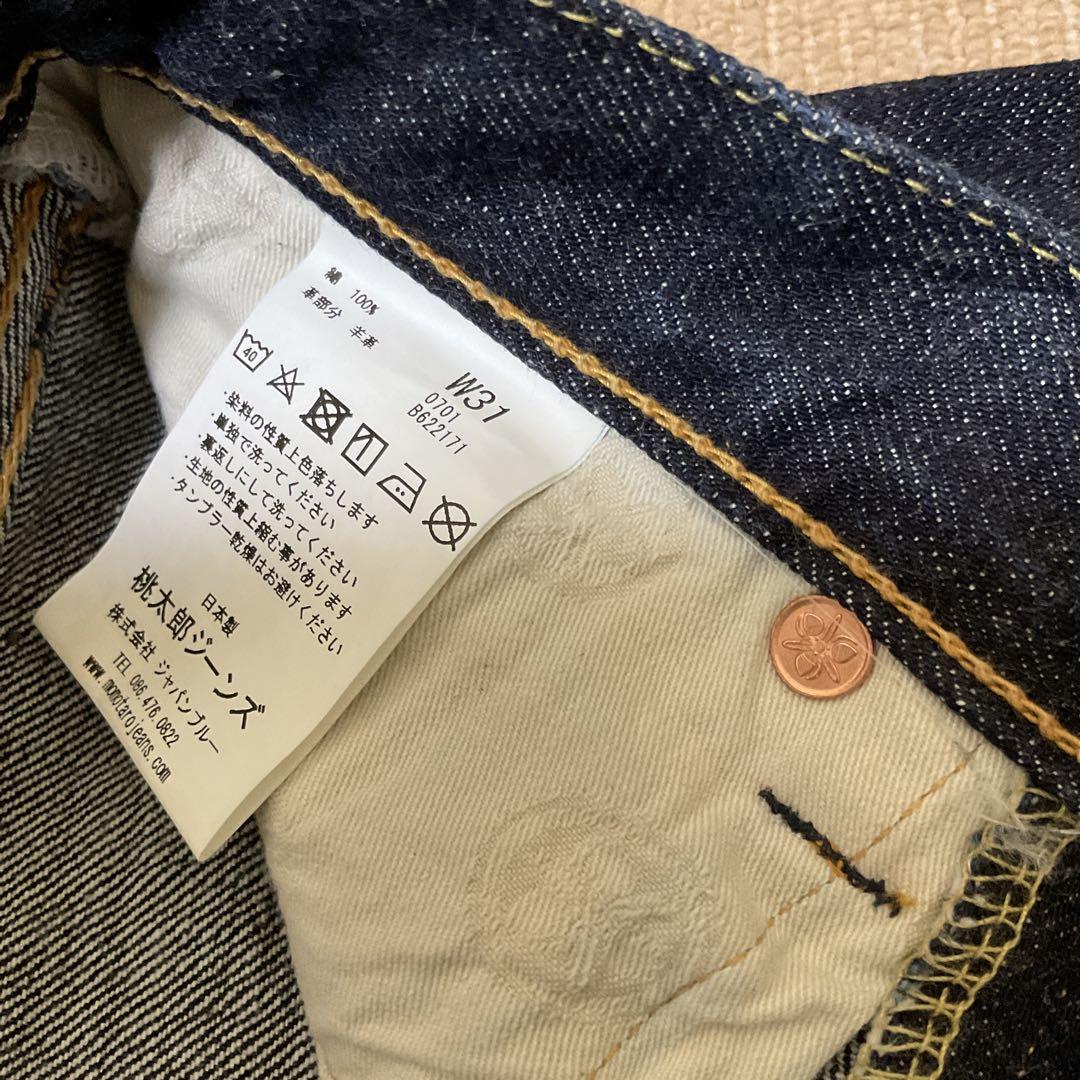 綿 100%
革部分 羊革
W31
0701
B622171
40
・染料の性質上色落ちします
・単独で洗ってください
・裏返しにして洗ってください
・生地の性質上縮む事があります
・タンブラー乾燥はお避けください
日本製
桃太郎ジーンズ
株式会社 ジャパンブルー
TEL 086.476.0822
www.momotarojeans.com